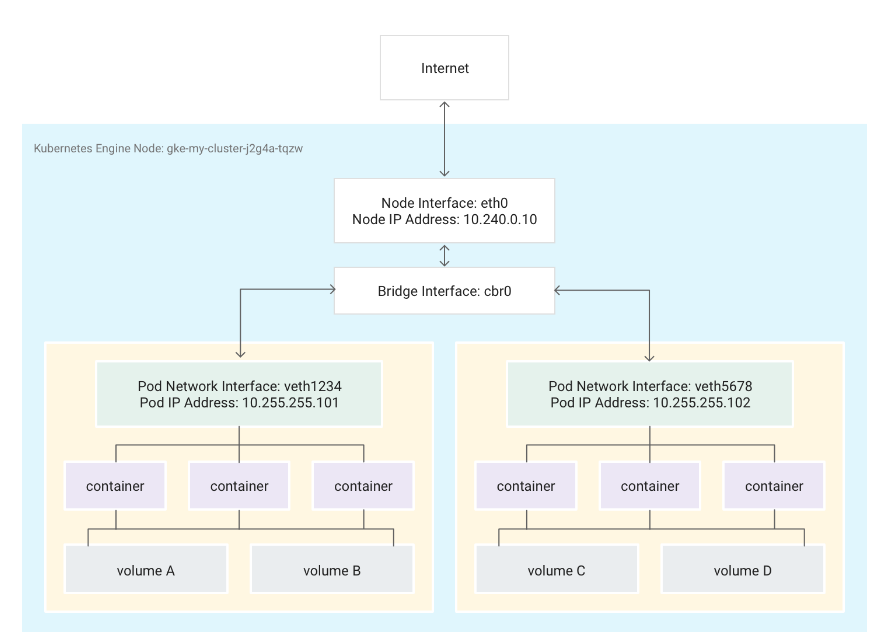 Internet
Kubernetes Engine Node: gke-my-cluster-j2g4a-tqzw
Node Interface: eth0
Node IP Address: 10.240.0.10
Bridge Interface: cbr0
Pod Network Interface: veth1234
Pod IP Address: 10.255.255.101
Pod Network Interface: veth5678
Pod IP Address: 10.255.255.102
container
container
container
container
container
container
volume A
volume B
volume C
volume D